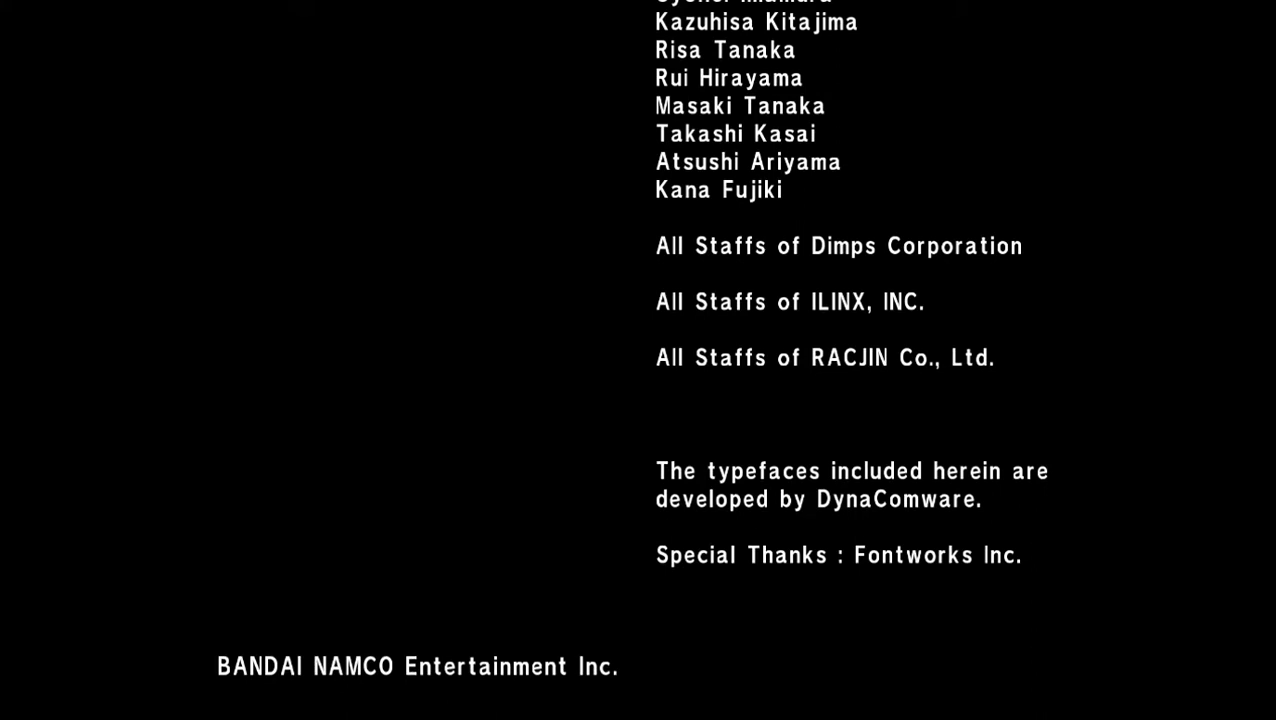 Kazuhisa Kitajima
Risa Tanaka
Rui Hirayama
Masaki Tanaka
Takashi Kasai
Atsushi Ariyama
Kana Fujiki
All Staffs of Dimps Corporation
All Staffs of ILINX, INC.
All Staffs of RACJIN Co., Ltd.
The typefaces included herein are
developed by DynaComware.
Special Thanks : Fontworks Inc.
BANDAI NAMCO Entertainment Inc.